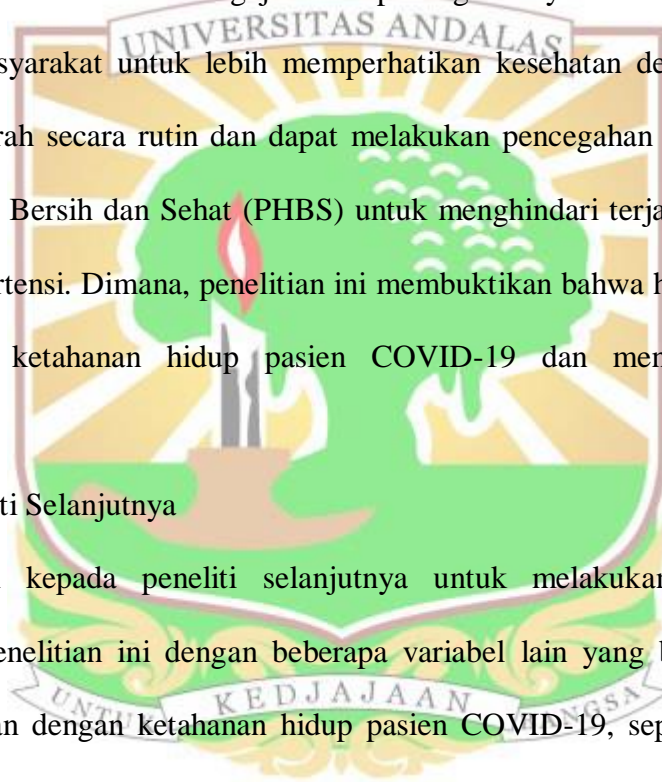 UNIVERSITAS ANDALAS
syarakat untuk lebih memperhatikan kesehatan de
rah secara rutin dan dapat melakukan pencegahan
Bersih dan Sehat (PHBS) untuk menghindari terja
rtensi. Dimana, penelitian ini membuktikan bahwa h
ketahanan hidup pasien COVID-19 dan men
ti Selanjutnya
kepada peneliti selanjutnya untuk melakukan
enelitian ini dengan beberapa variabel lain yang b
UNTUK KEDJAJAAN BANGSA
an dengan ketahanan hidup pasien COVID-19, sep